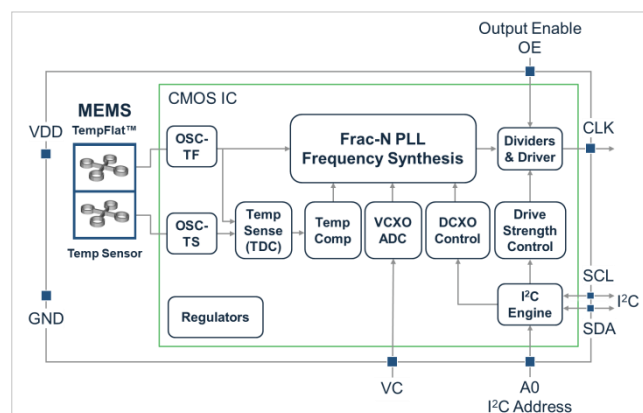 Output Enable
OE
MEMS
TempFlat™
CMOS IC
VDD
CLK
OSC-
TF
Frac-N PLL
Frequency Synthesis
Dividers
& Driver
OSC-
TS
Temp
Sense
(TDC)
Temp
Comp
VCXO
ADC
DCXO
Control
Drive
Strength
Control
Temp Sensor
SCL
I²C
SDA
I²C
Engine
GND
Regulators
VC
A0
I²C Address